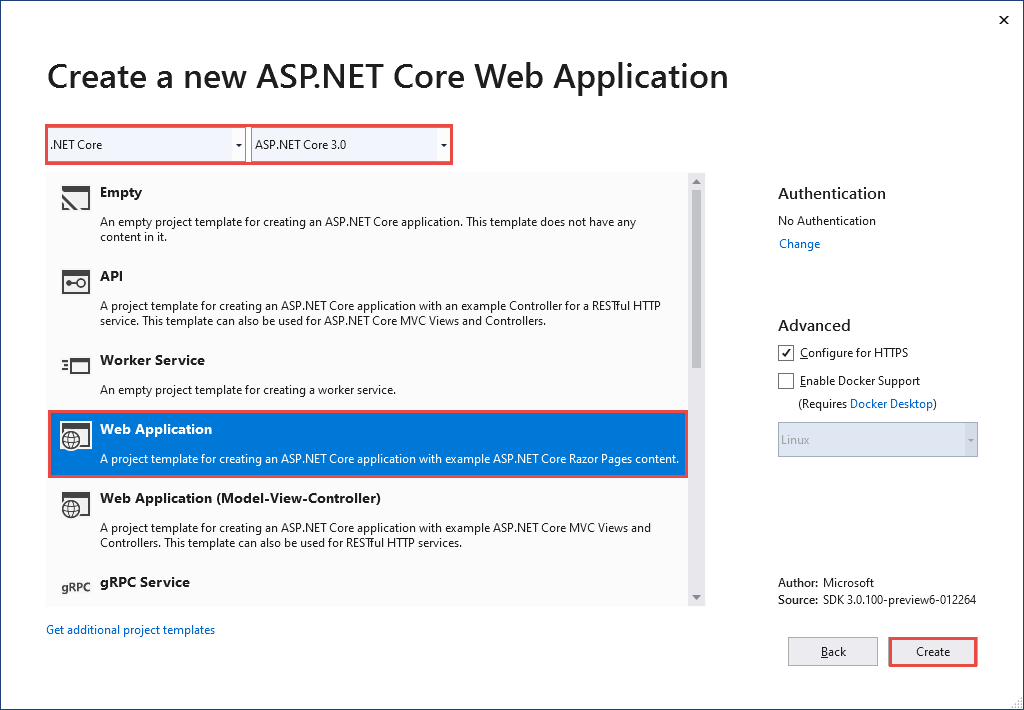 Create a new ASP.NET Core Web Application
.NET Core
ASP.NET Core 3.0
Empty
An empty project template for creating an ASP.NET Core application. This template does not have any
content in it.
API
A project template for creating an ASP.NET Core application with an example Controller for a RESTful HTTP
service. This template can also be used for ASP.NET Core MVC Views and Controllers.
Worker Service
An empty project template for creating a worker service.
Web Application
A project template for creating an ASP.NET Core application with example ASP.NET Core Razor Pages content.
Web Application (Model-View-Controller)
A project template for creating an ASP.NET Core application with example ASP.NET Core MVC Views and
Controllers. This template can also be used for RESTful HTTP services.
gRPC
gRPC Service
Get additional project templates
Authentication
No Authentication
Change
Advanced
Configure for HTTPS
Enable Docker Support
(Requires Docker Desktop)
Linux
Author: Microsoft
Source: SDK 3.0.100-preview6-012264
Back
Create